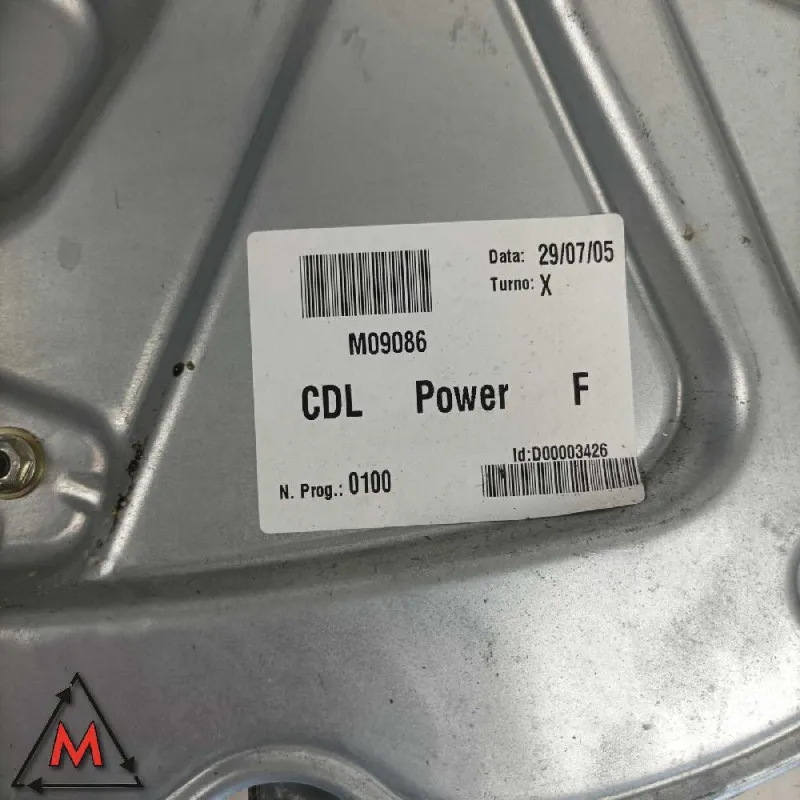 Data: 29/07/05
Turno: X
M09086
CDL Power F
Id:D00003426
N. Prog.: 0100
M